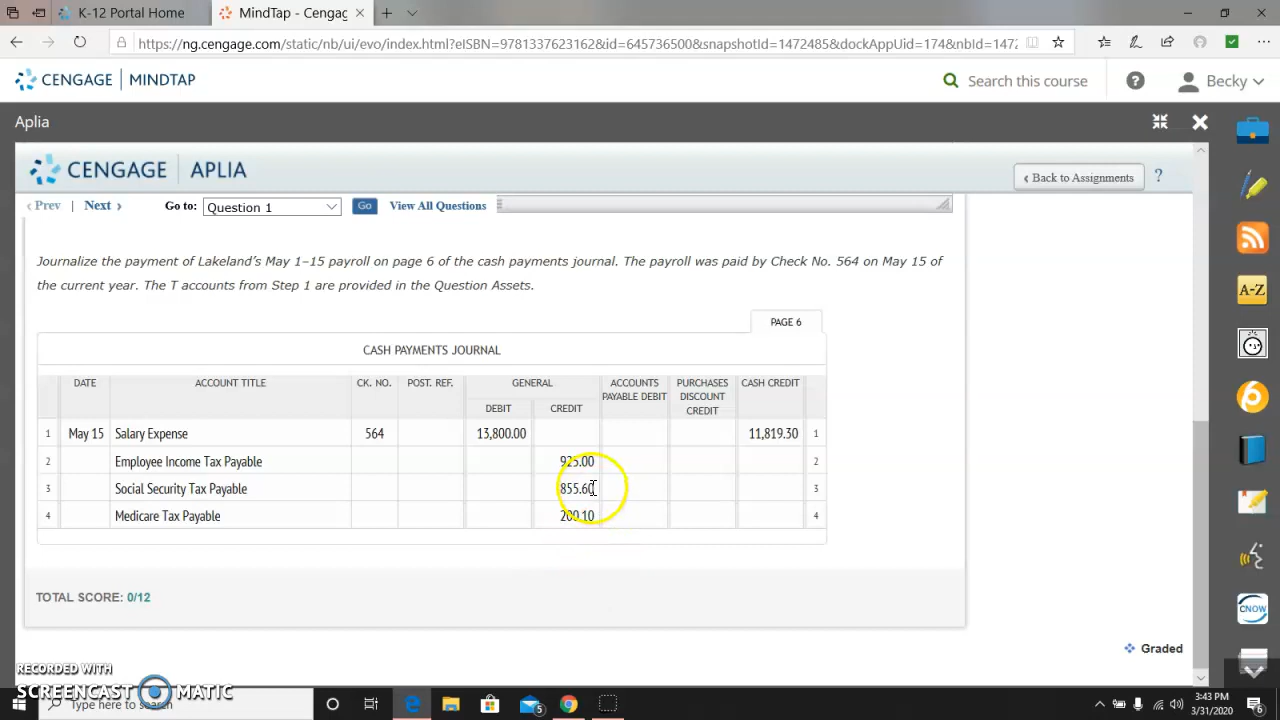 K-12 Portal Home
MindTap - Cengag
https://ng.cengage.com/static/nb/ui/evo/index.html?eISBN=9781337623162&id=645736500&snapshotId=1472485&dockAppUid=174&nbId=1472
CENGAGE | MINDTAP
Search this course
?
Becky
Aplia
CENGAGE | APLIA
‹ Back to Assignments
?
‹ Prev | Next ›
Go to: Question 1
Go
View All Questions
Journalize the payment of Lakeland's May 1–15 payroll on page 6 of the cash payments journal. The payroll was paid by Check No. 564 on May 15 of
the current year. The T accounts from Step 1 are provided in the Question Assets.
PAGE 6
CASH PAYMENTS JOURNAL
DATE ACCOUNT TITLE CK. NO. POST. REF. GENERAL ACCOUNTS PURCHASES CASH CREDIT
PAYABLE DEBIT DISCOUNT
DEBIT CREDIT CREDIT
1 May 15 Salary Expense 564 13,800.00 11,819.30 1
2 Employee Income Tax Payable 925.00 2
3 Social Security Tax Payable 855.60 3
4 Medicare Tax Payable 200.10 4
TOTAL SCORE: 0/12
Graded
A-Z
CNOW
RECORDED WITH
SCREENCAST MATIC
Type here to search
5
3:43 PM
3/31/2020
6